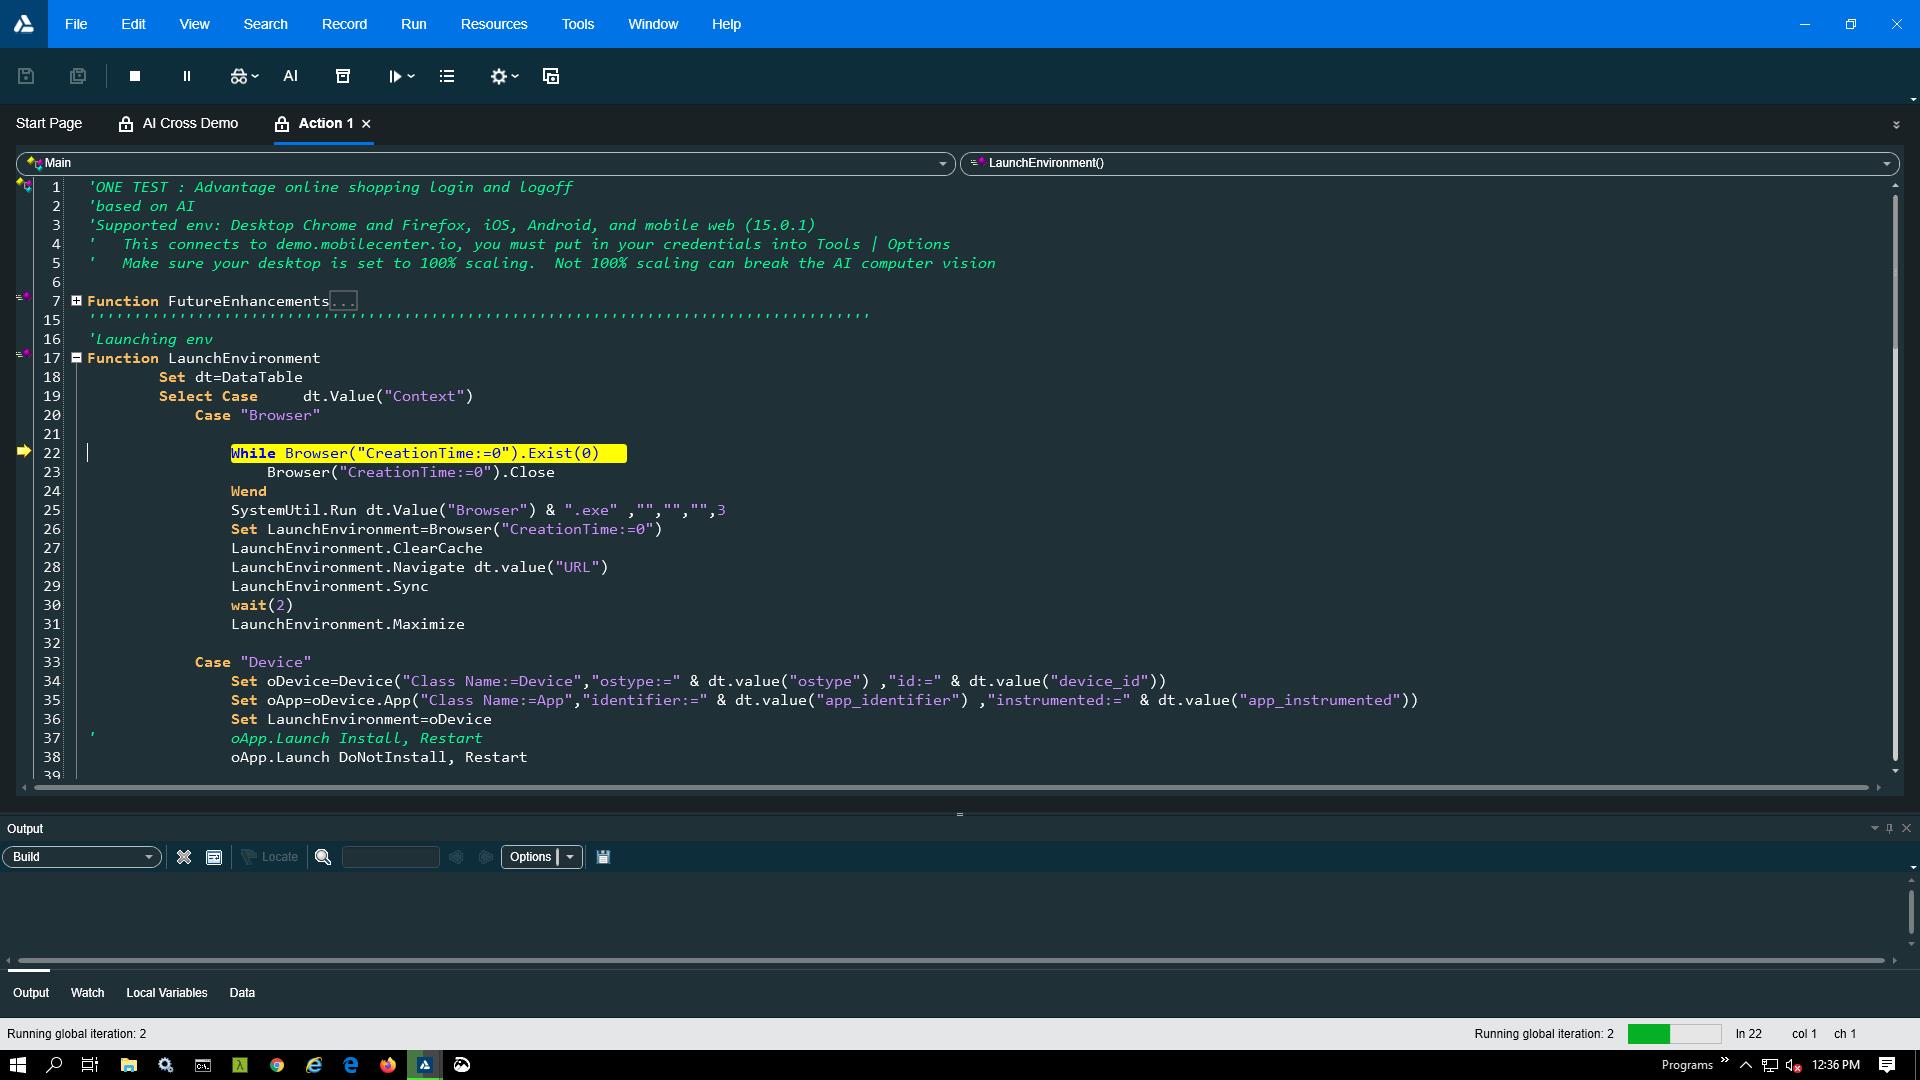 File Edit View Search Record Run Resources Tools Window Help
AI
Start Page AI Cross Demo Action 1
Main LaunchEnvironment()
1 'ONE TEST : Advantage online shopping login and logoff
2 'based on AI
3 'Supported env: Desktop Chrome and Firefox, iOS, Android, and mobile web (15.0.1)
4 '   This connects to demo.mobilecenter.io, you must put in your credentials into Tools | Options
5 '   Make sure your desktop is set to 100% scaling.  Not 100% scaling can break the AI computer vision
6
7 Function FutureEnhancements...
15 '''''''''''''''''''''''''''''''''''''''''''''''''''''''''''''''''''''''''''''''''''''''
16 'Launching env
17 Function LaunchEnvironment
18 Set dt=DataTable
19 Select Case     dt.Value("Context")
20 Case "Browser"
21
22 While Browser("CreationTime:=0").Exist(0)
23 Browser("CreationTime:=0").Close
24 Wend
25 SystemUtil.Run dt.Value("Browser") & ".exe" ,"","","",3
26 Set LaunchEnvironment=Browser("CreationTime:=0")
27 LaunchEnvironment.ClearCache
28 LaunchEnvironment.Navigate dt.value("URL")
29 LaunchEnvironment.Sync
30 wait(2)
31 LaunchEnvironment.Maximize
32
33 Case "Device"
34 Set oDevice=Device("Class Name:=Device","ostype:=" & dt.value("ostype") ,"id:=" & dt.value("device_id"))
35 Set oApp=oDevice.App("Class Name:=App","identifier:=" & dt.value("app_identifier") ,"instrumented:=" & dt.value("app_instrumented"))
36 Set LaunchEnvironment=oDevice
37 '               oApp.Launch Install, Restart
38 oApp.Launch DoNotInstall, Restart
39
Output
Build Locate Options
Output Watch Local Variables Data
Running global iteration: 2 Running global iteration: 2 ln 22 col 1 ch 1
Programs 12:36 PM